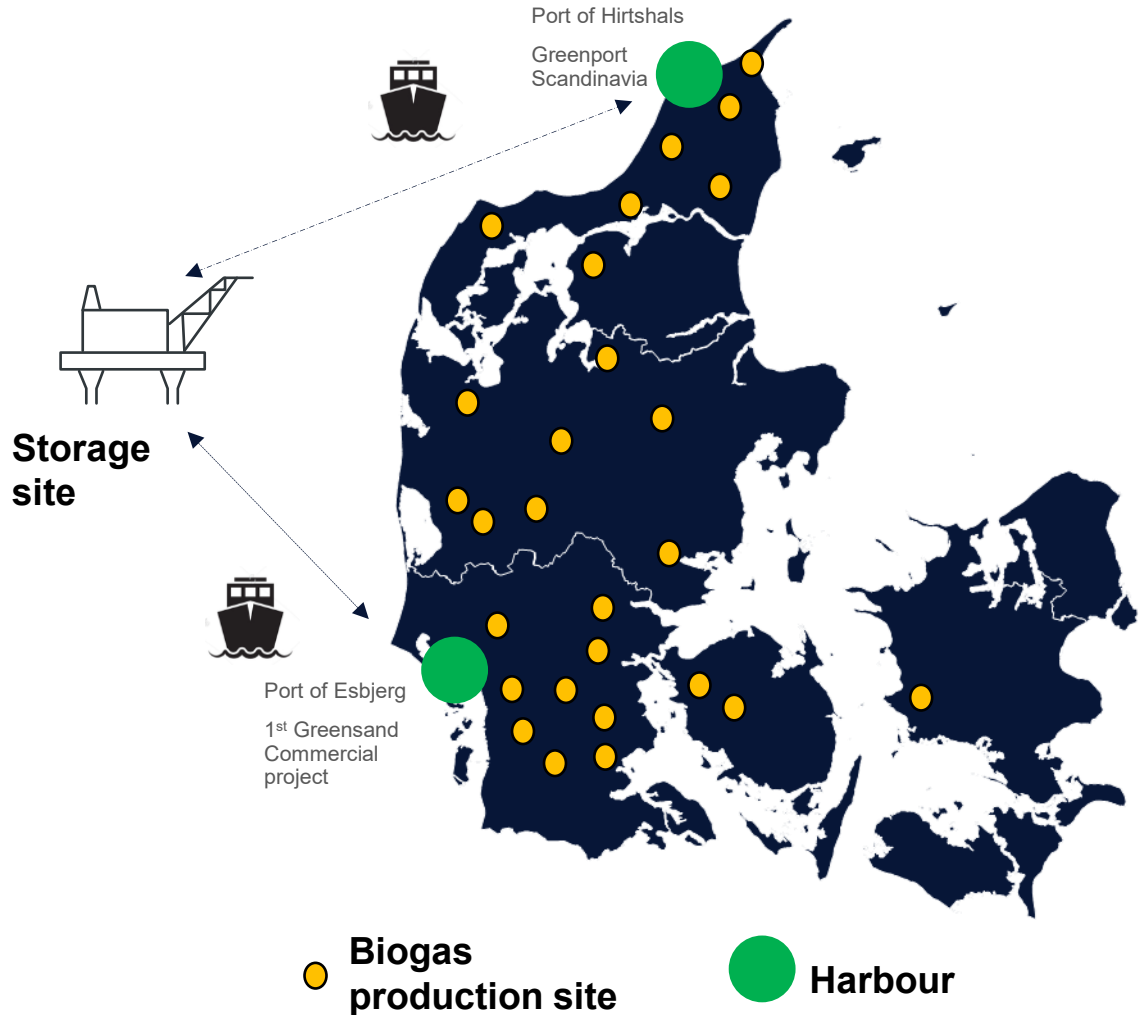 Port of Hirtshals
Greenport
Scandinavia
Storage
site
Port of Esbjerg
1st Greensand
Commercial
project
Biogas
production site
Harbour